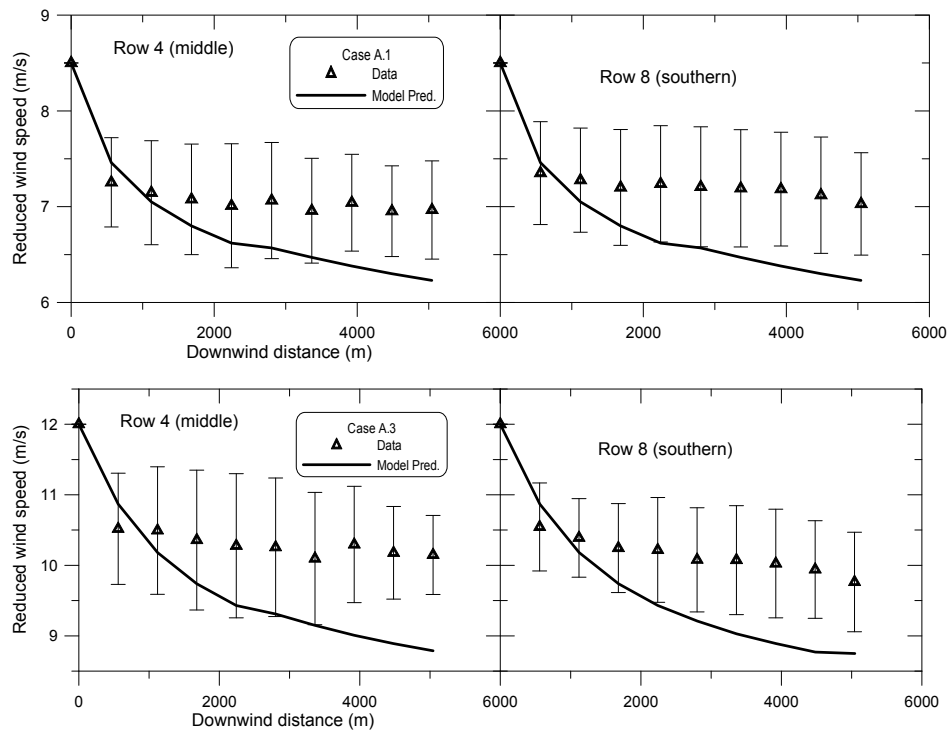 9
8
7
6
Reduced wind speed (m/s)
Row 4 (middle)
Case A.1
Data
Model Pred.
Row 8 (southern)
0
2000
4000
6000
2000
4000
6000
Downwind distance (m)
12
11
10
9
Reduced wind speed (m/s)
Row 4 (middle)
Case A.3
Data
Model Pred.
Row 8 (southern)
0
2000
4000
6000
2000
4000
6000
Downwind distance (m)